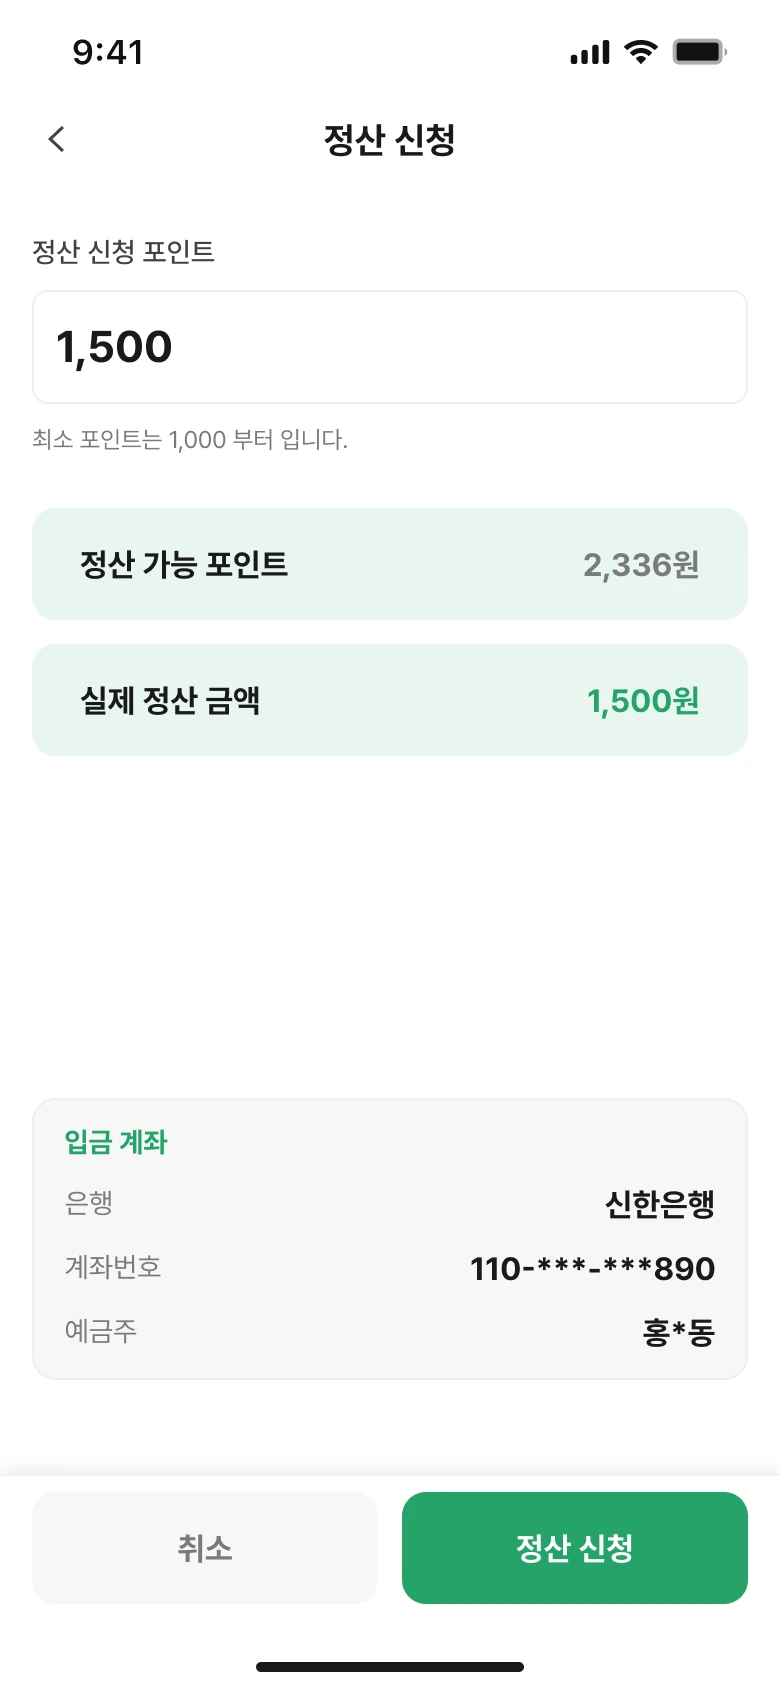 9:41
정산 신청
정산 신청 포인트
1,500
최소 포인트는 1,000 부터 입니다.
정산 가능 포인트 2,336원
실제 정산 금액 1,500원
입금 계좌
은행 신한은행
계좌번호 110-***-***890
예금주 홍*동
취소 정산 신청